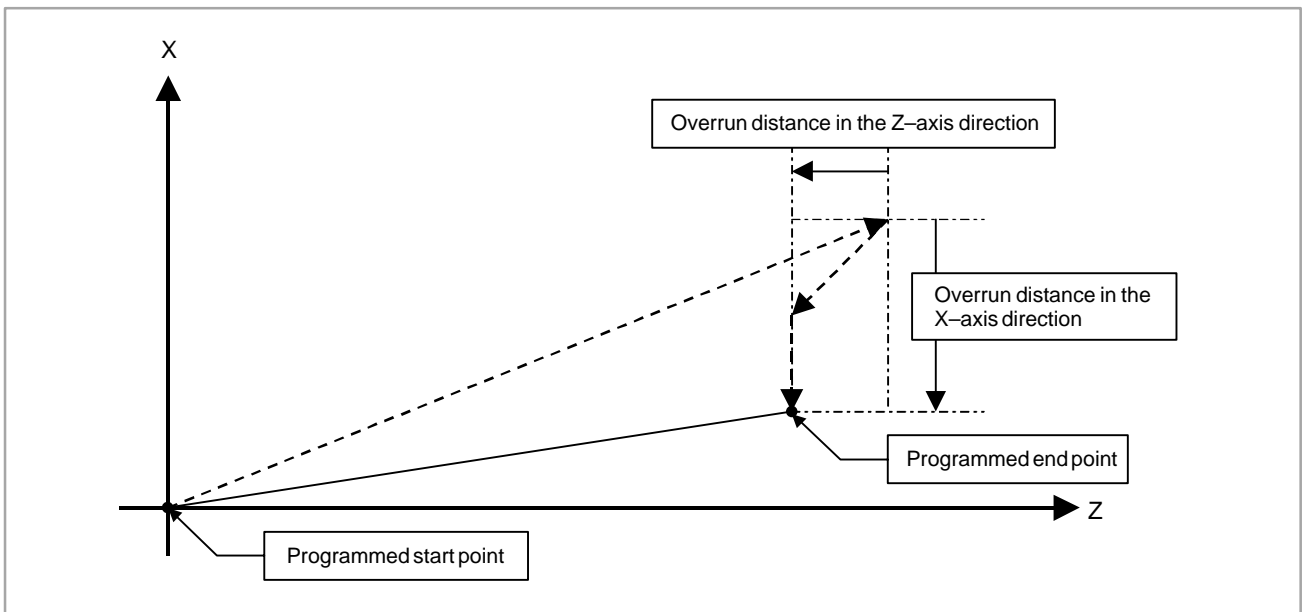 X
Overrun distance in the Z–axis direction
Overrun distance in the
X–axis direction
Programmed end point
Z
Programmed start point